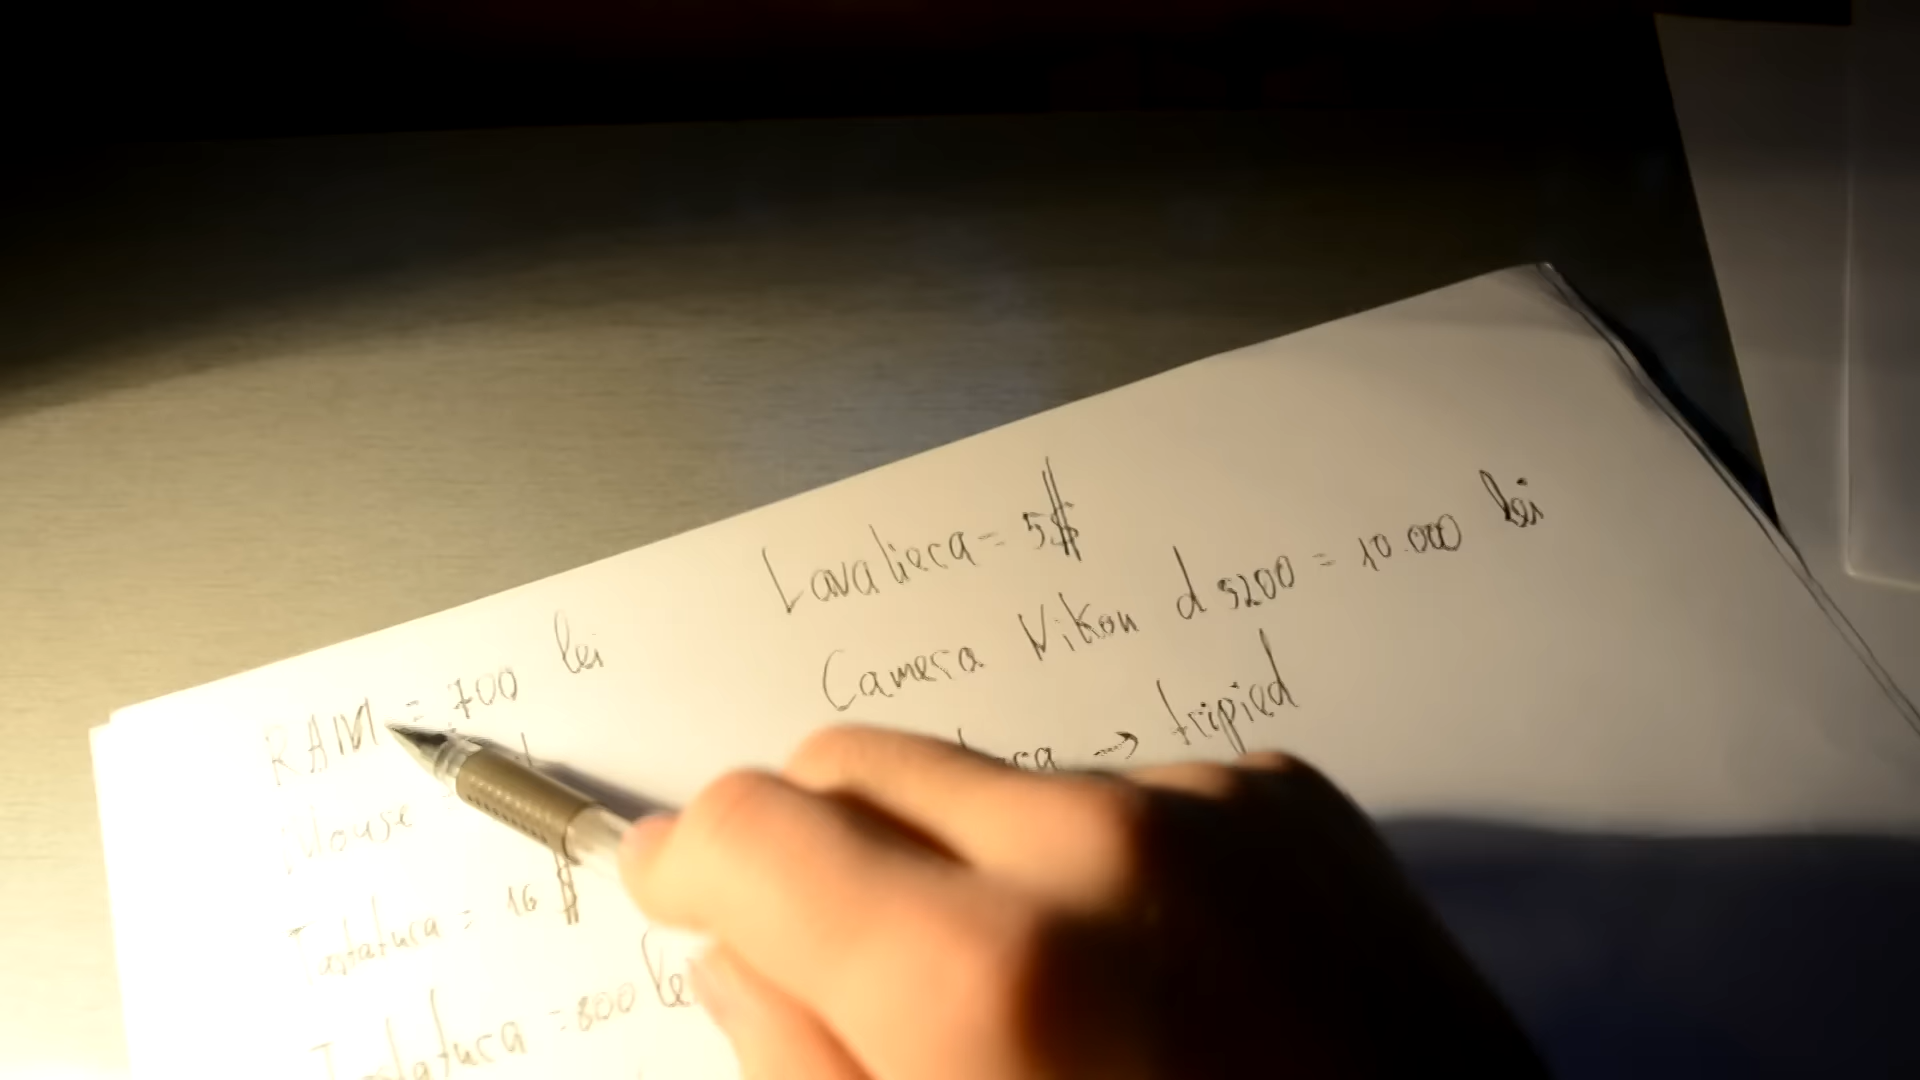 RAM = 700 lei
Mouse =
Tastatura = 16 $
Tastatura = 800 lei
Lavaliera = 5$
Camera Nikon d5200 = 10.000 lei
→ tripied